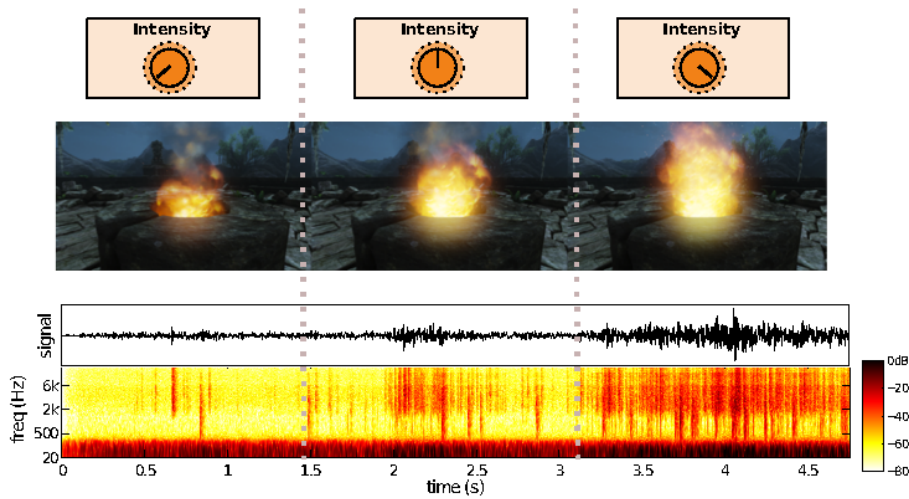 Intensity
Intensity
Intensity
signal
freq (Hz)
6k
2k
500
20
0 0.5 1 1.5 2 2.5 3 3.5 4 4.5
time (s)
0dB
−20
−40
−60
−80